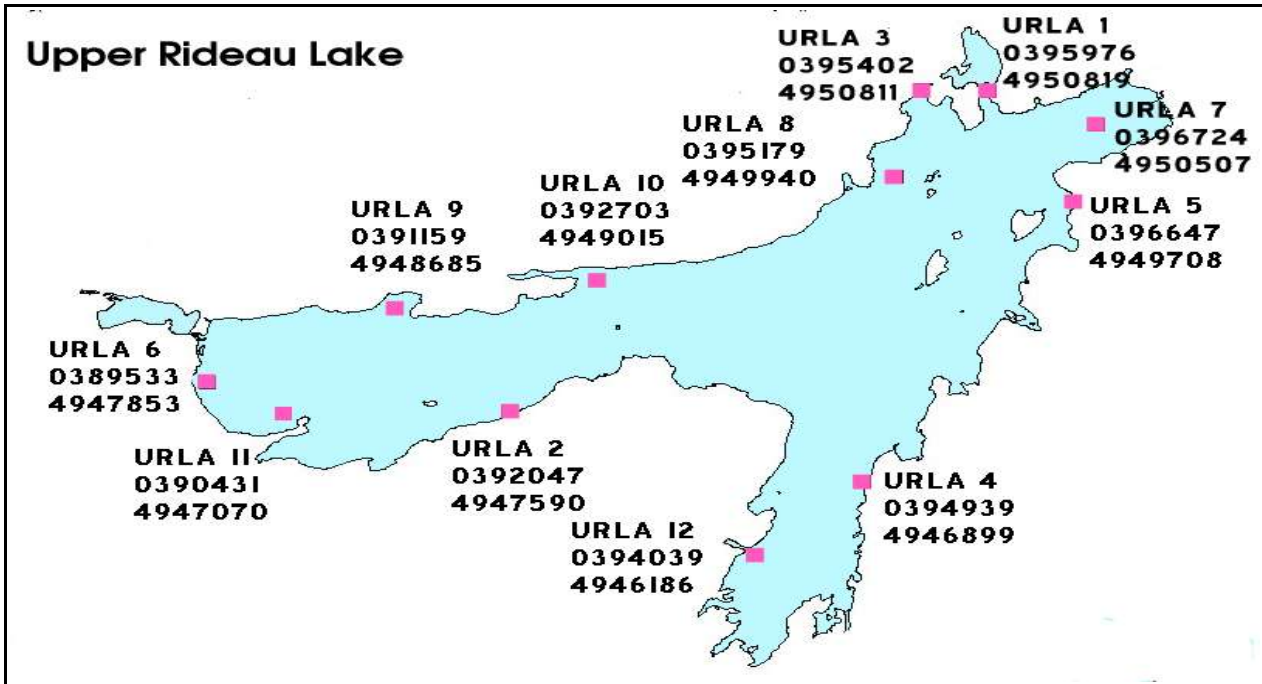 Upper Rideau Lake
URLA 3
0395402
4950811
URLA 1
0395976
4950819
URLA 7
0396724
4950507
URLA 8
0395179
4949940
URLA 10
0392703
4949015
URLA 9
0391159
4948685
URLA 5
0396647
4949708
URLA 6
0389533
4947853
URLA 11
0390431
4947070
URLA 2
0392047
4947590
URLA 4
0394939
4946899
URLA 12
0394039
4946186